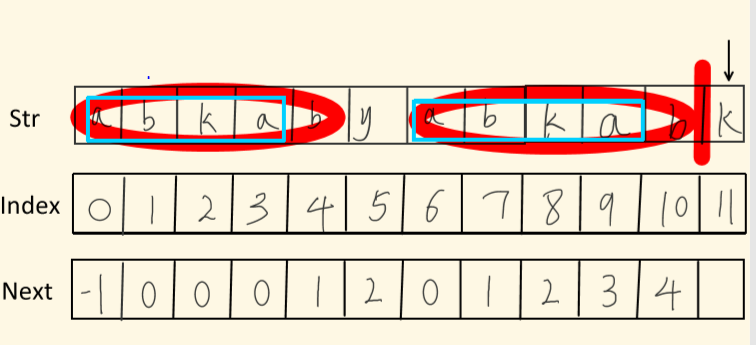 Str a b k a b y a b k a b k
Index 0 1 2 3 4 5 6 7 8 9 10 11
Next -1 0 0 0 1 2 0 1 2 3 4